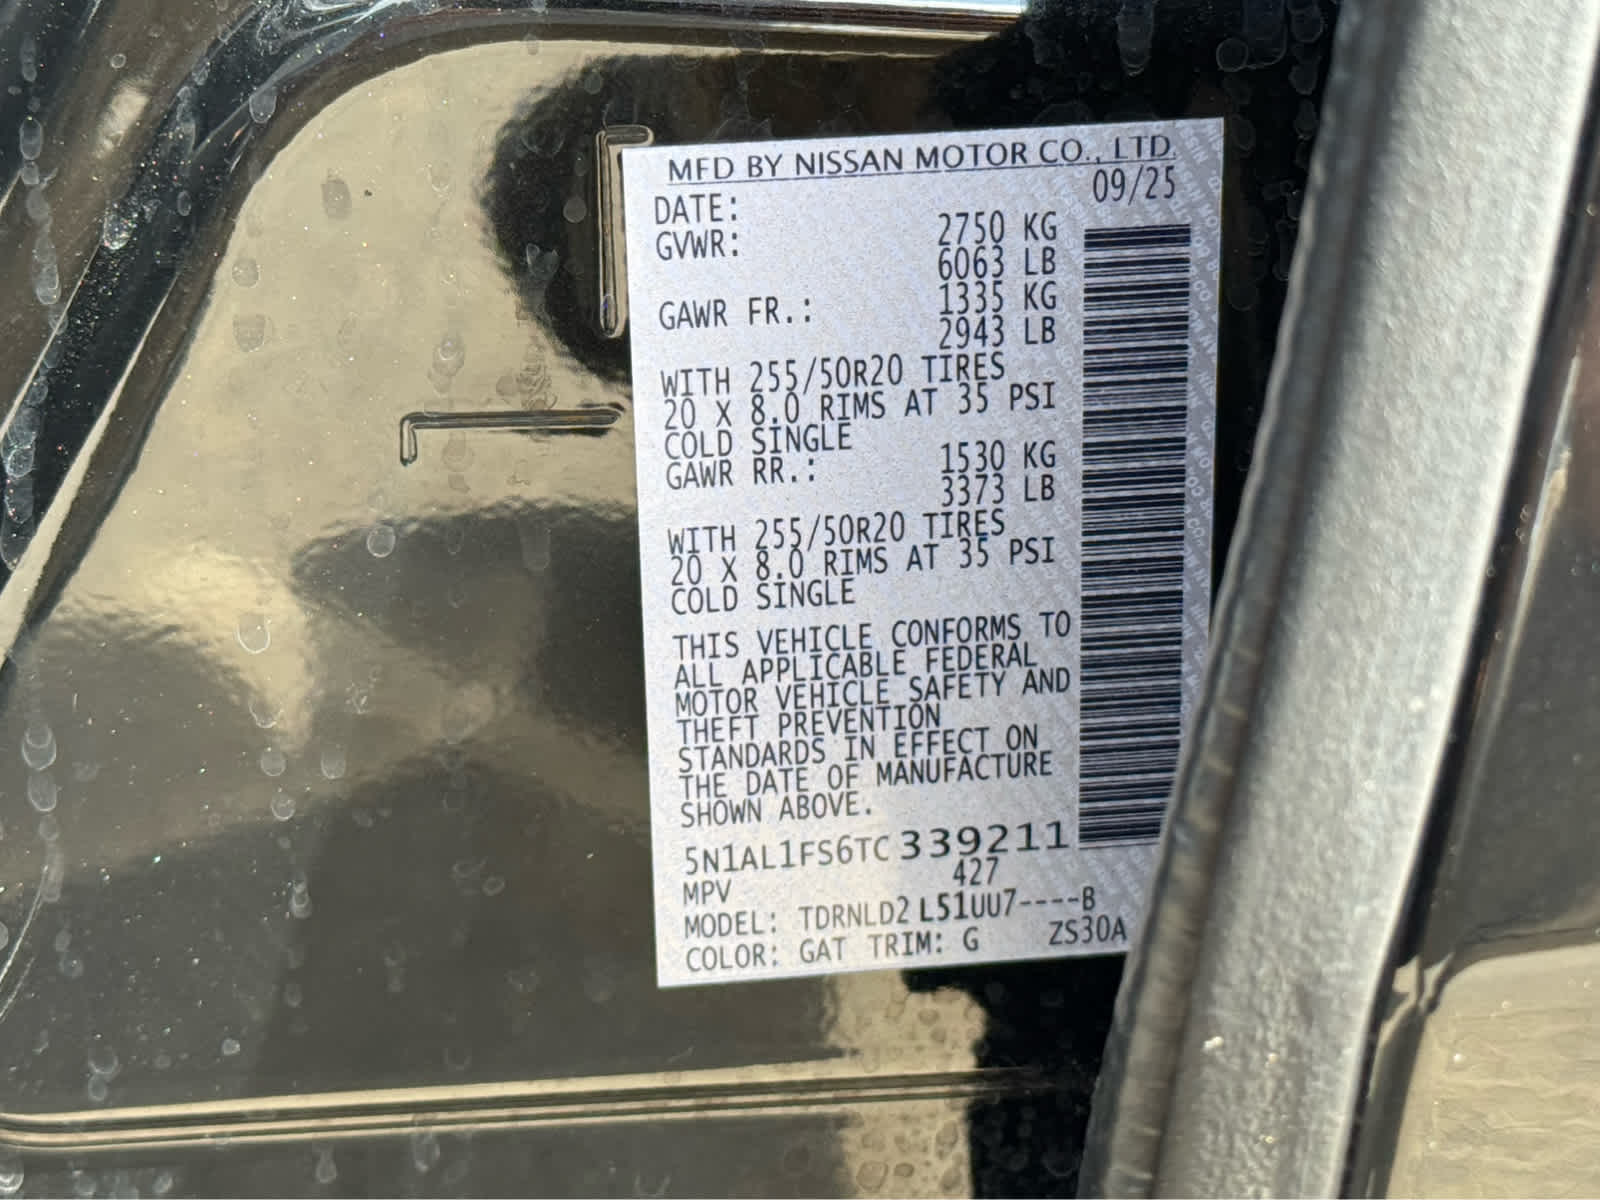 MFD BY NISSAN MOTOR CO., LTD.
DATE: 09/25
GVWR: 2750 KG
6063 LB
GAWR FR.: 1335 KG
2943 LB
WITH 255/50R20 TIRES
20 X 8.0 RIMS AT 35 PSI
COLD SINGLE
GAWR RR.: 1530 KG
3373 LB
WITH 255/50R20 TIRES
20 X 8.0 RIMS AT 35 PSI
COLD SINGLE
THIS VEHICLE CONFORMS TO
ALL APPLICABLE FEDERAL
MOTOR VEHICLE SAFETY AND
THEFT PREVENTION
STANDARDS IN EFFECT ON
THE DATE OF MANUFACTURE
SHOWN ABOVE.
5N1AL1FS6TC339211
MPV 427
MODEL: TDRNLD2 L51UU7----B
COLOR: GAT TRIM: G ZS30A